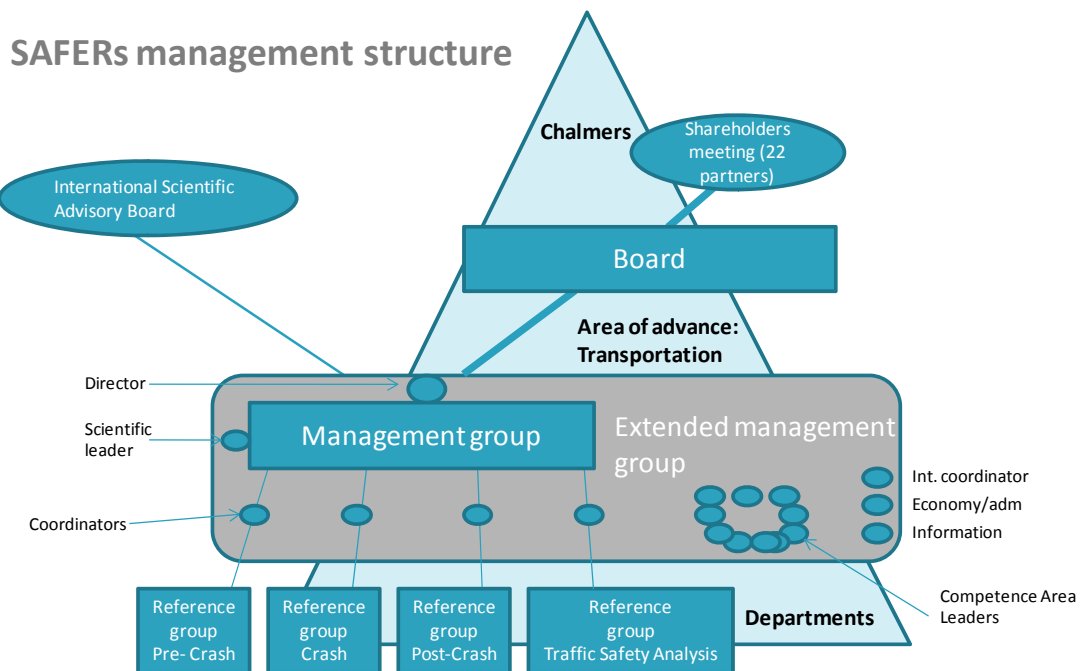 SAFERs management structure
Chalmers
Shareholders
meeting (22
partners)
International Scientific
Advisory Board
Board
Area of advance:
Transportation
Director
Scientific
leader
Management group
Extended management
group
Int. coordinator
Economy/adm
Information
Coordinators
Competence Area
Leaders
Reference
group
Pre- Crash
Reference
group
Crash
Reference
group
Post-Crash
Reference
group
Traffic Safety Analysis
Departments